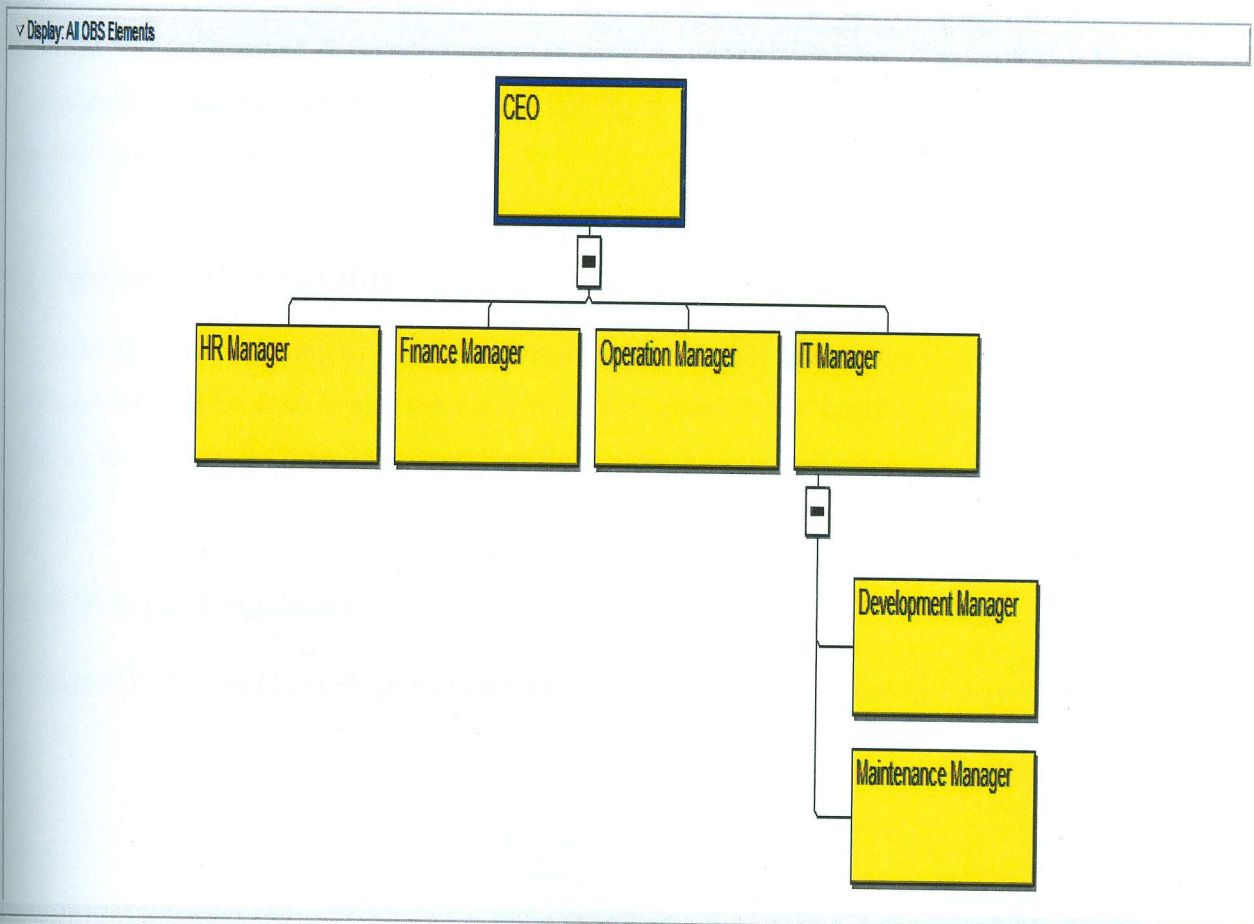 Display: All OBS Elements
CEO
HR Manager
Finance Manager
Operation Manager
IT Manager
Development Manager
Maintenance Manager